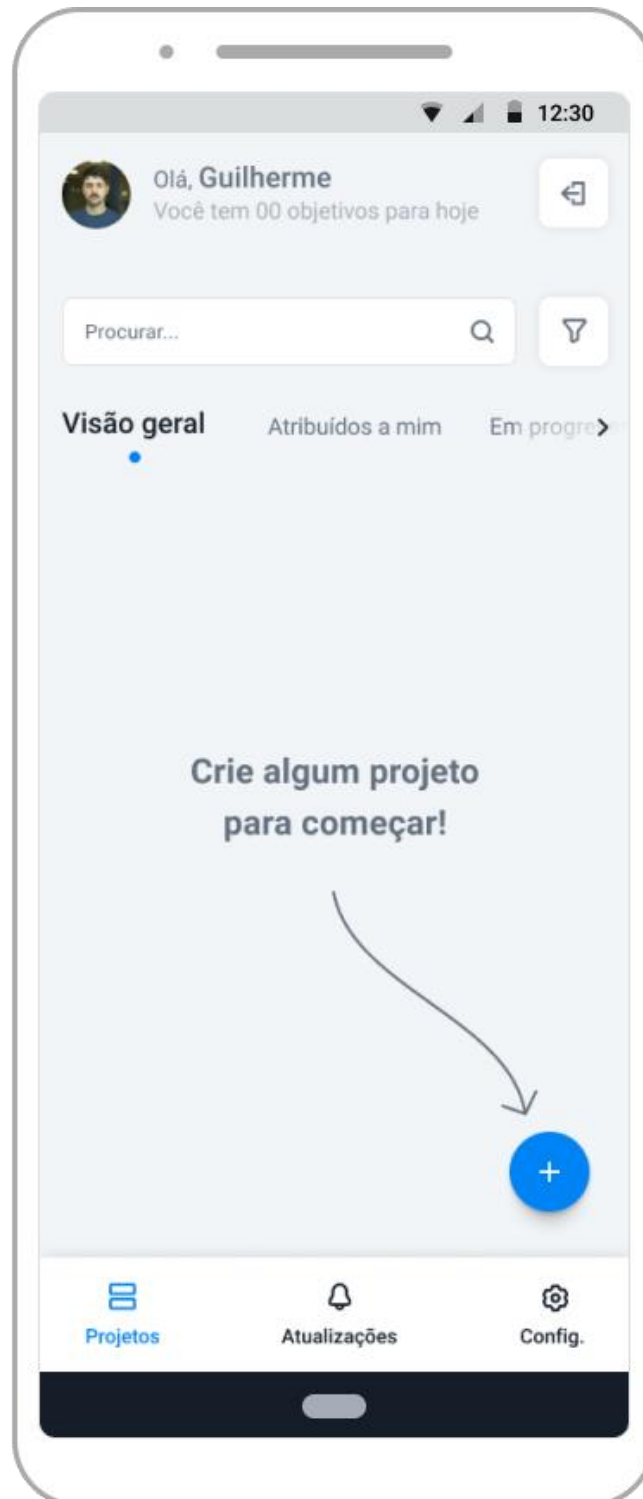 12:30
Olá, Guilherme
Você tem 00 objetivos para hoje
Procurar...
Visão geral
Atribuídos a mim
Em progre
Crie algum projeto
para começar!
Projetos
Atualizações
Config.